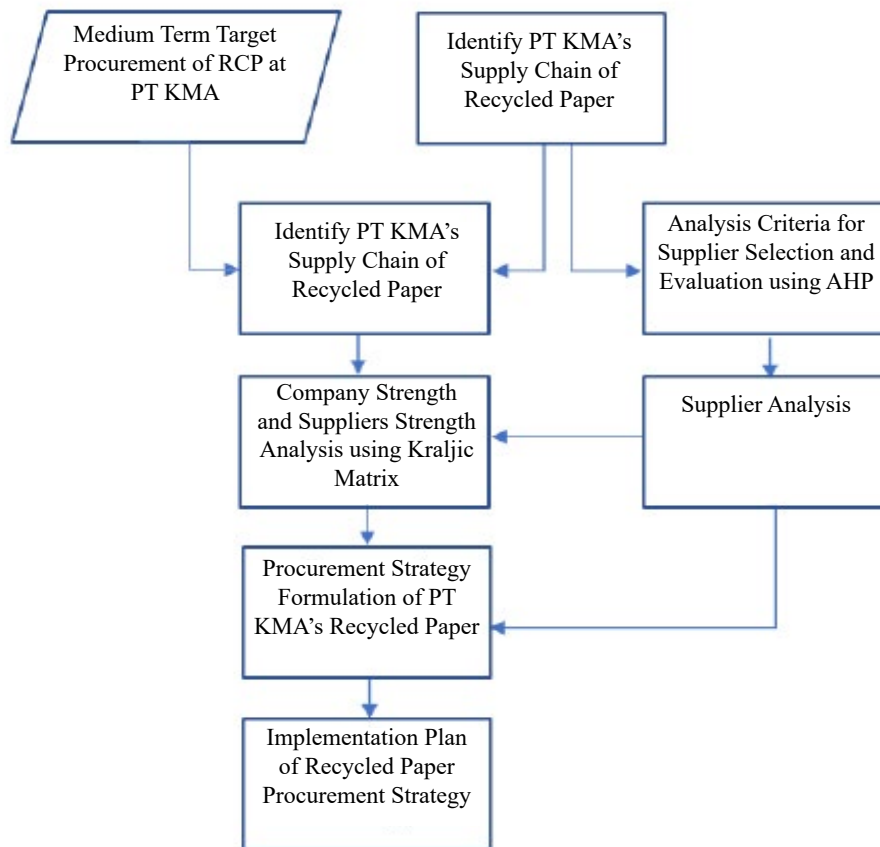 Medium Term Target
Procurement of RCP at
PT KMA
Identify PT KMA's
Supply Chain of
Recycled Paper
Identify PT KMA's
Supply Chain of
Recycled Paper
Analysis Criteria for
Supplier Selection and
Evaluation using AHP
Company Strength
and Suppliers Strength
Analysis using Kraljic
Matrix
Supplier Analysis
Procurement Strategy
Formulation of PT
KMA's Recycled Paper
Implementation Plan
of Recycled Paper
Procurement Strategy